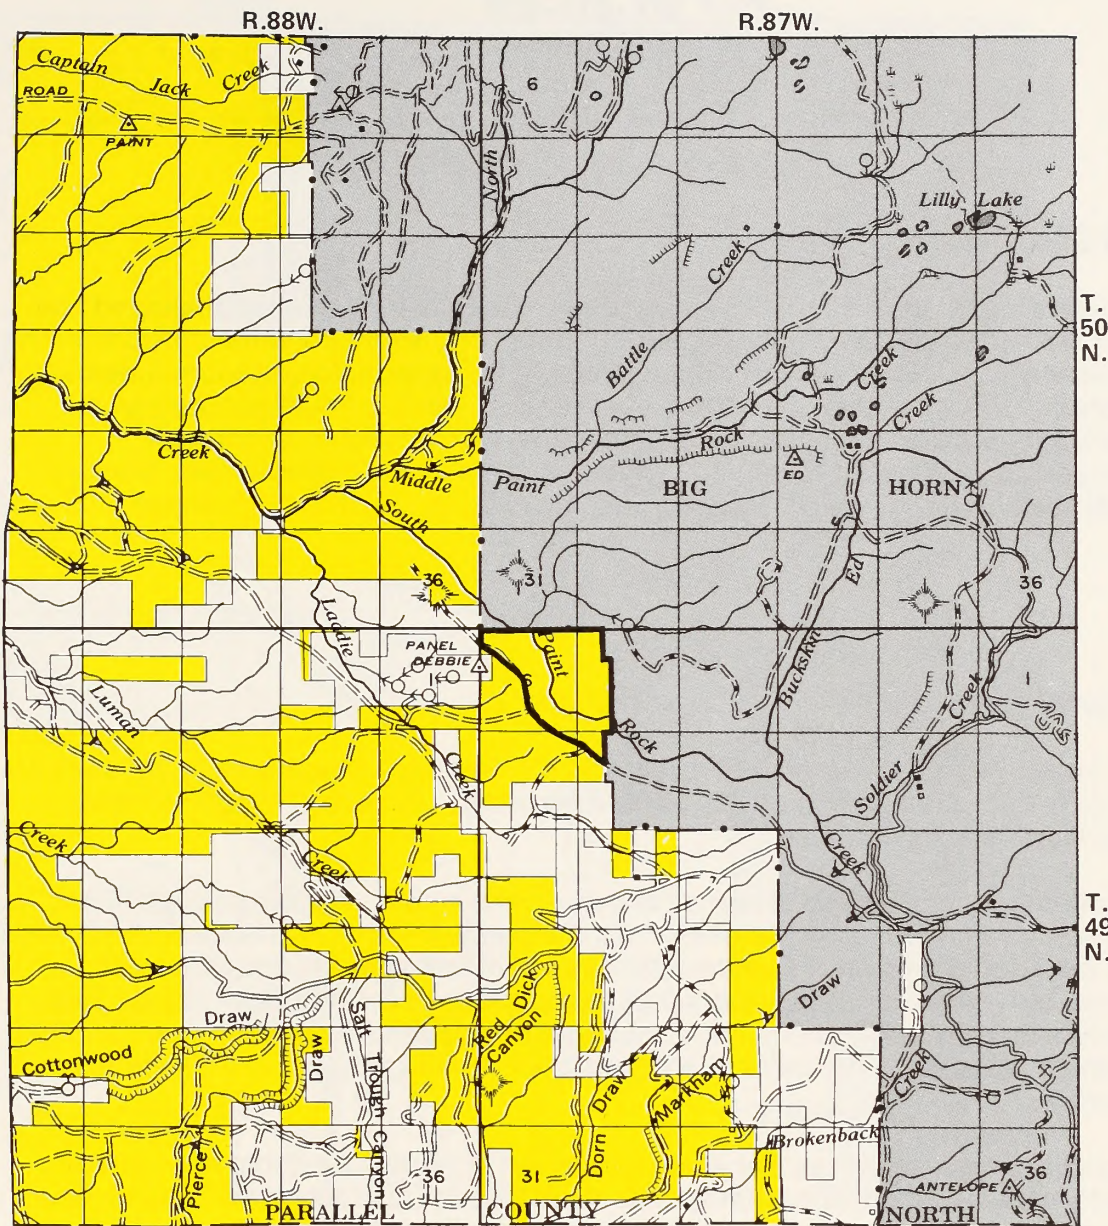 R.88W.
R.87W.
Captain Jack Creek
ROAD
PAINT
North
6
1
Lilly Lake
Creek
Battle
T. 50 N.
Creek
Creek
Rock
Creek
Middle
Paint
South
ED
BIG
HORN
36
31
Ed
36
Laddie
PANEL
DEBBIE
1
Paint
Buckskin
1
Luman
Rock
Creek
Creek
Soldier
Creek
Creek
Creek
T. 49 N.
Draw
Red Dick
Canyon
Draw
Cottonwood
Draw
Salt Trough Canyon
Draw
Markham
Creek
Dorn
Brokenback
Pierce
36
31
36
ANTELOPE
PARALLEL
COUNTY
NORTH